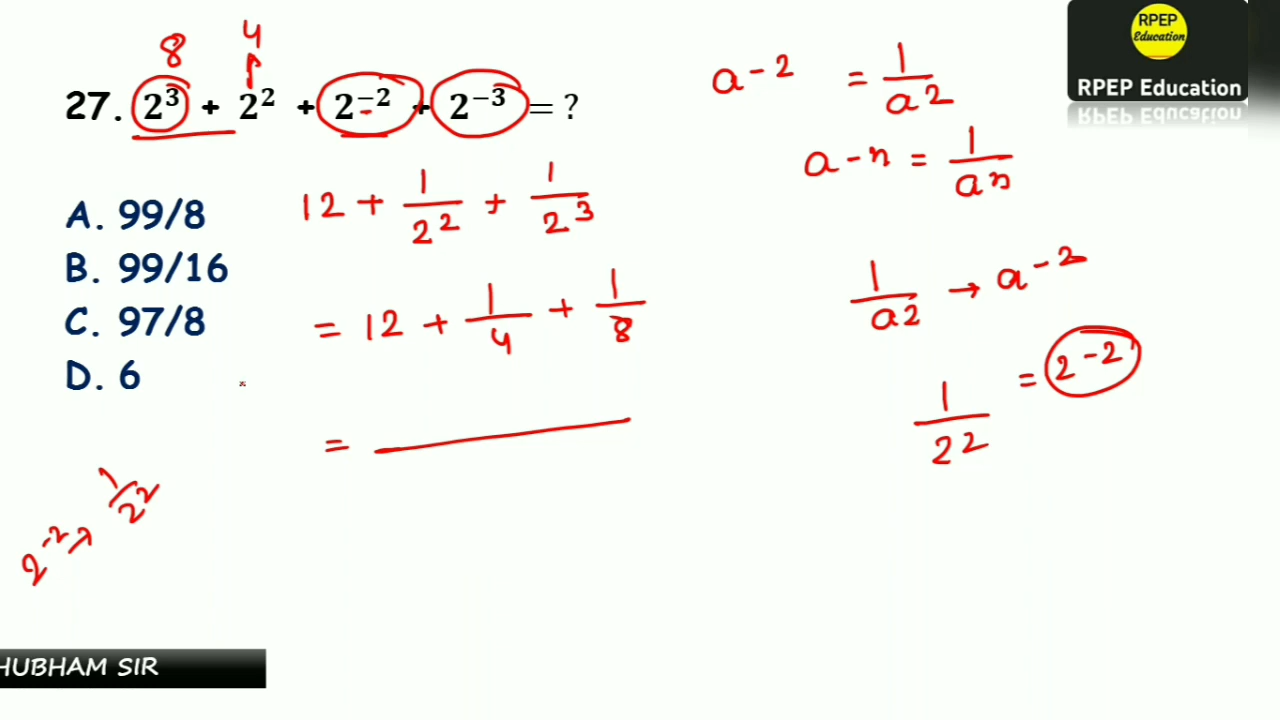 RPEP
Education
RPEP Education
8 4
27. 2³ + 2² + 2⁻² + 2⁻³ = ?
A. 99/8
B. 99/16
C. 97/8
D. 6
12 + 1/2² + 1/2³
= 12 + 1/4 + 1/8
=
a⁻² = 1/a²
a⁻ⁿ = 1/aⁿ
1/a² → a⁻²
1/2² = 2⁻²
2⁻² → 1/2²
HUBHAM SIR